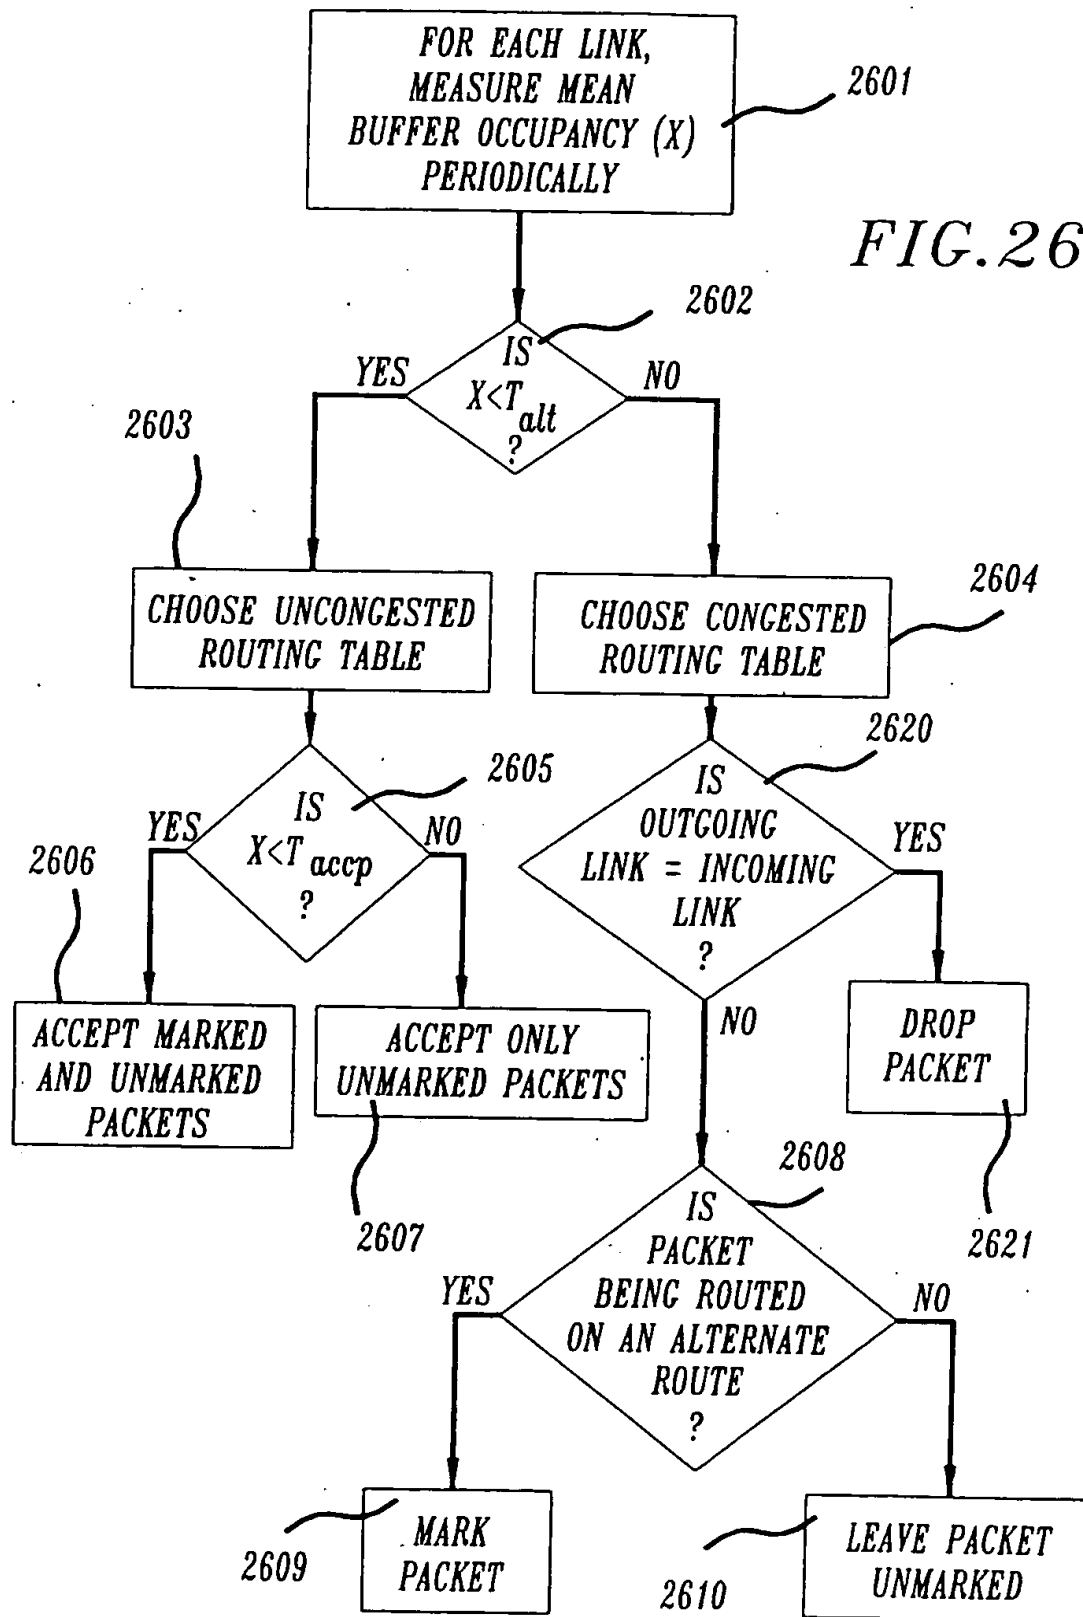 FOR EACH LINK,
MEASURE MEAN
BUFFER OCCUPANCY (X)
PERIODICALLY
2601
FIG.26
2602
IS
X<T_alt
?
YES
NO
2603
CHOOSE UNCONGESTED
ROUTING TABLE
2604
CHOOSE CONGESTED
ROUTING TABLE
2605
IS
X<T_accp
?
YES
NO
2620
IS
OUTGOING
LINK = INCOMING
LINK
?
YES
NO
2606
ACCEPT MARKED
AND UNMARKED
PACKETS
ACCEPT ONLY
UNMARKED PACKETS
2607
DROP
PACKET
2621
2608
IS
PACKET
BEING ROUTED
ON AN ALTERNATE
ROUTE
?
YES
NO
MARK
PACKET
2609
LEAVE PACKET
UNMARKED
2610